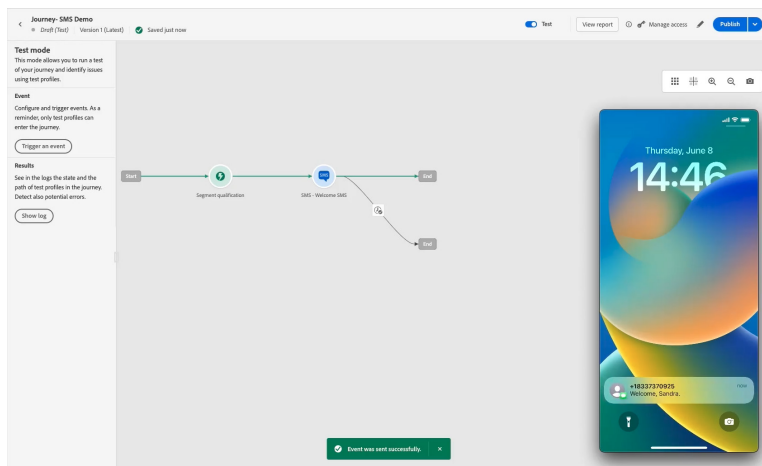 Journey- SMS Demo
Draft (Test) Version 1 (Latest) Saved just now
Test
View report
Manage access
Publish
Test mode
This mode allows you to run a test
of your journey and identify issues
using test profiles.
Event
Configure and trigger events. As a
reminder, only test profiles can
enter the journey.
Trigger an event
Results
See in the logs the state and the
path of test profiles in the journey.
Detect also potential errors.
Show log
Start
Segment qualification
SMS
SMS - Welcome SMS
End
End
Event was sent successfully.
Thursday, June 8
14:46
+18337370925
now
Welcome, Sandra.